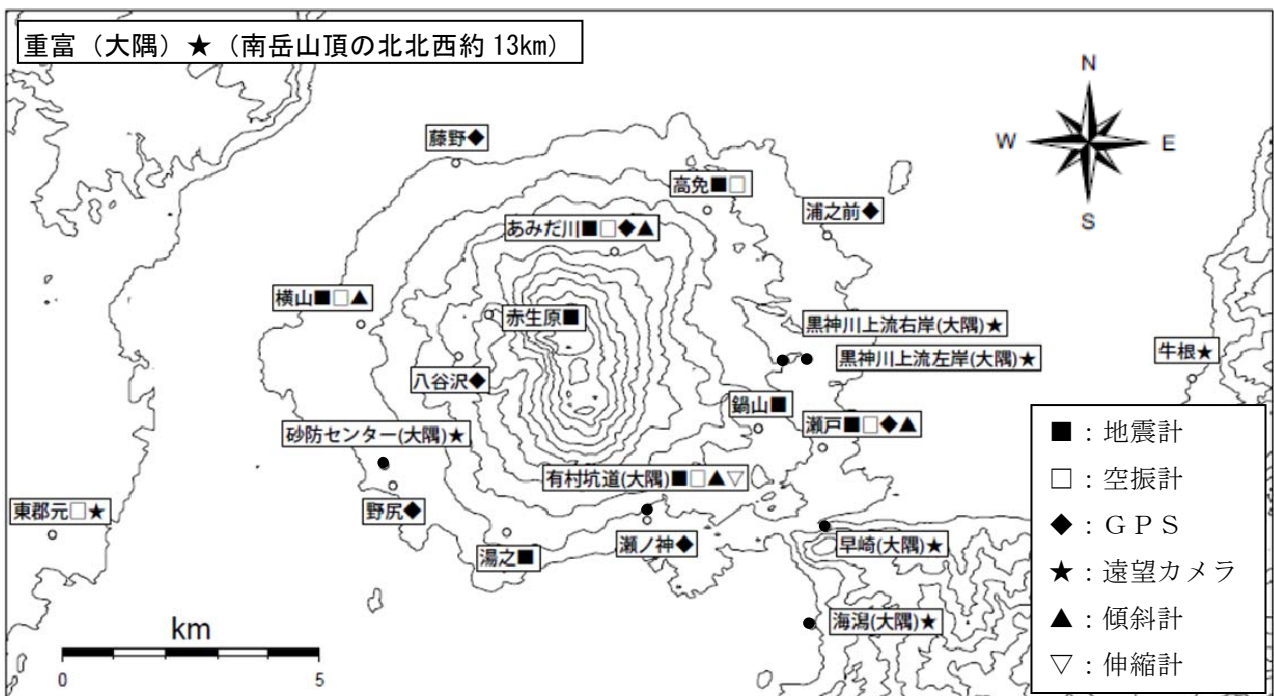 重富（大隅）★（南岳山頂の北北西約 13km）
N
W
E
S
藤野◆
高免■□
浦之前◆
あみだ川■□◆▲
横山■□▲
赤生原■
黒神川上流右岸(大隅)★
黒神川上流左岸(大隅)★
牛根★
八谷沢◆
鍋山■
瀬戸■□◆▲
砂防センター(大隅)★
有村坑道(大隅)■□▲▽
東郡元□★
野尻◆
湯之■
瀬ノ神◆
早崎(大隅)★
海潟(大隅)★
km
0
5
■：地震計
□：空振計
◆：ＧＰＳ
★：遠望カメラ
▲：傾斜計
▽：伸縮計